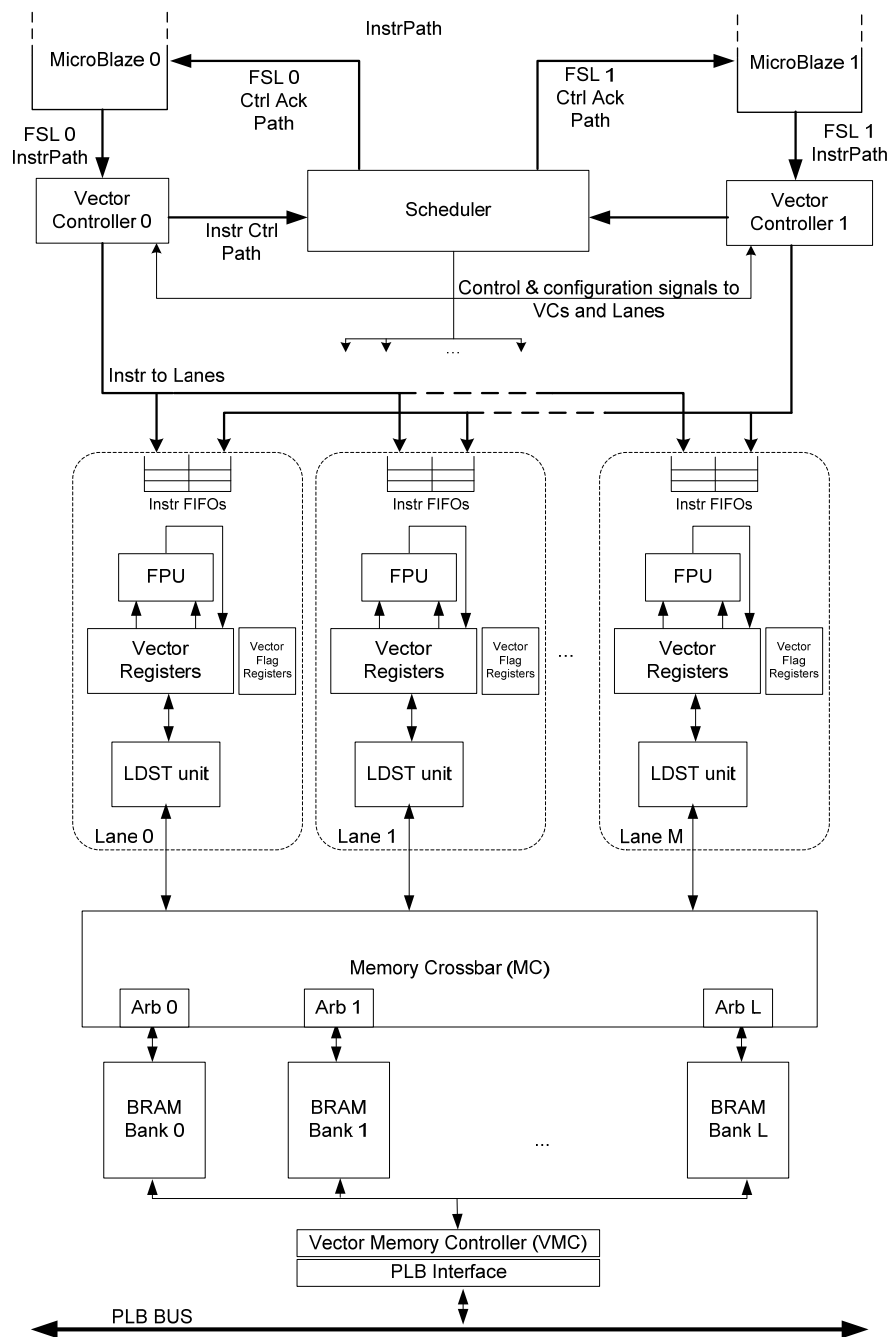 InstrPath
MicroBlaze 0
MicroBlaze 1
FSL 0
Ctrl Ack
Path
FSL 1
Ctrl Ack
Path
FSL 0
InstrPath
FSL 1
InstrPath
Vector
Controller 0
Scheduler
Vector
Controller 1
Instr Ctrl
Path
Control & configuration signals to
VCs and Lanes
...
Instr to Lanes
Instr FIFOs
Instr FIFOs
Instr FIFOs
FPU
FPU
FPU
Vector
Registers
Vector
Flag
Registers
Vector
Registers
Vector
Flag
Registers
...
Vector
Registers
Vector
Flag
Registers
LDST unit
LDST unit
LDST unit
Lane 0
Lane 1
Lane M
Memory Crossbar (MC)
Arb 0
Arb 1
Arb L
BRAM
Bank 0
BRAM
Bank 1
...
BRAM
Bank L
Vector Memory Controller (VMC)
PLB Interface
PLB BUS